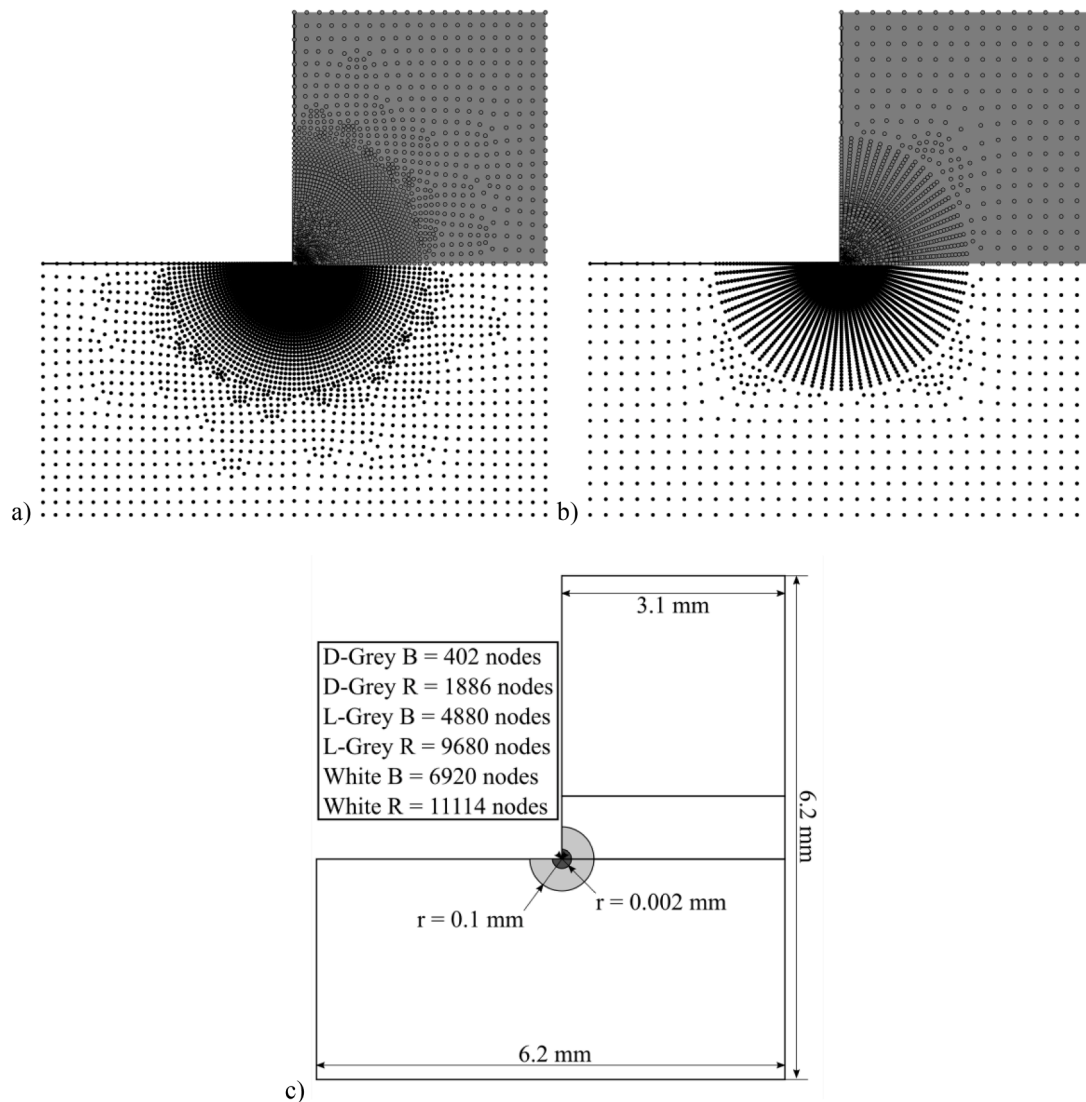 a)
b)
3.1 mm
D-Grey B = 402 nodes
D-Grey R = 1886 nodes
L-Grey B = 4880 nodes
L-Grey R = 9680 nodes
White B = 6920 nodes
White R = 11114 nodes
6.2 mm
r = 0.002 mm
r = 0.1 mm
6.2 mm
c)